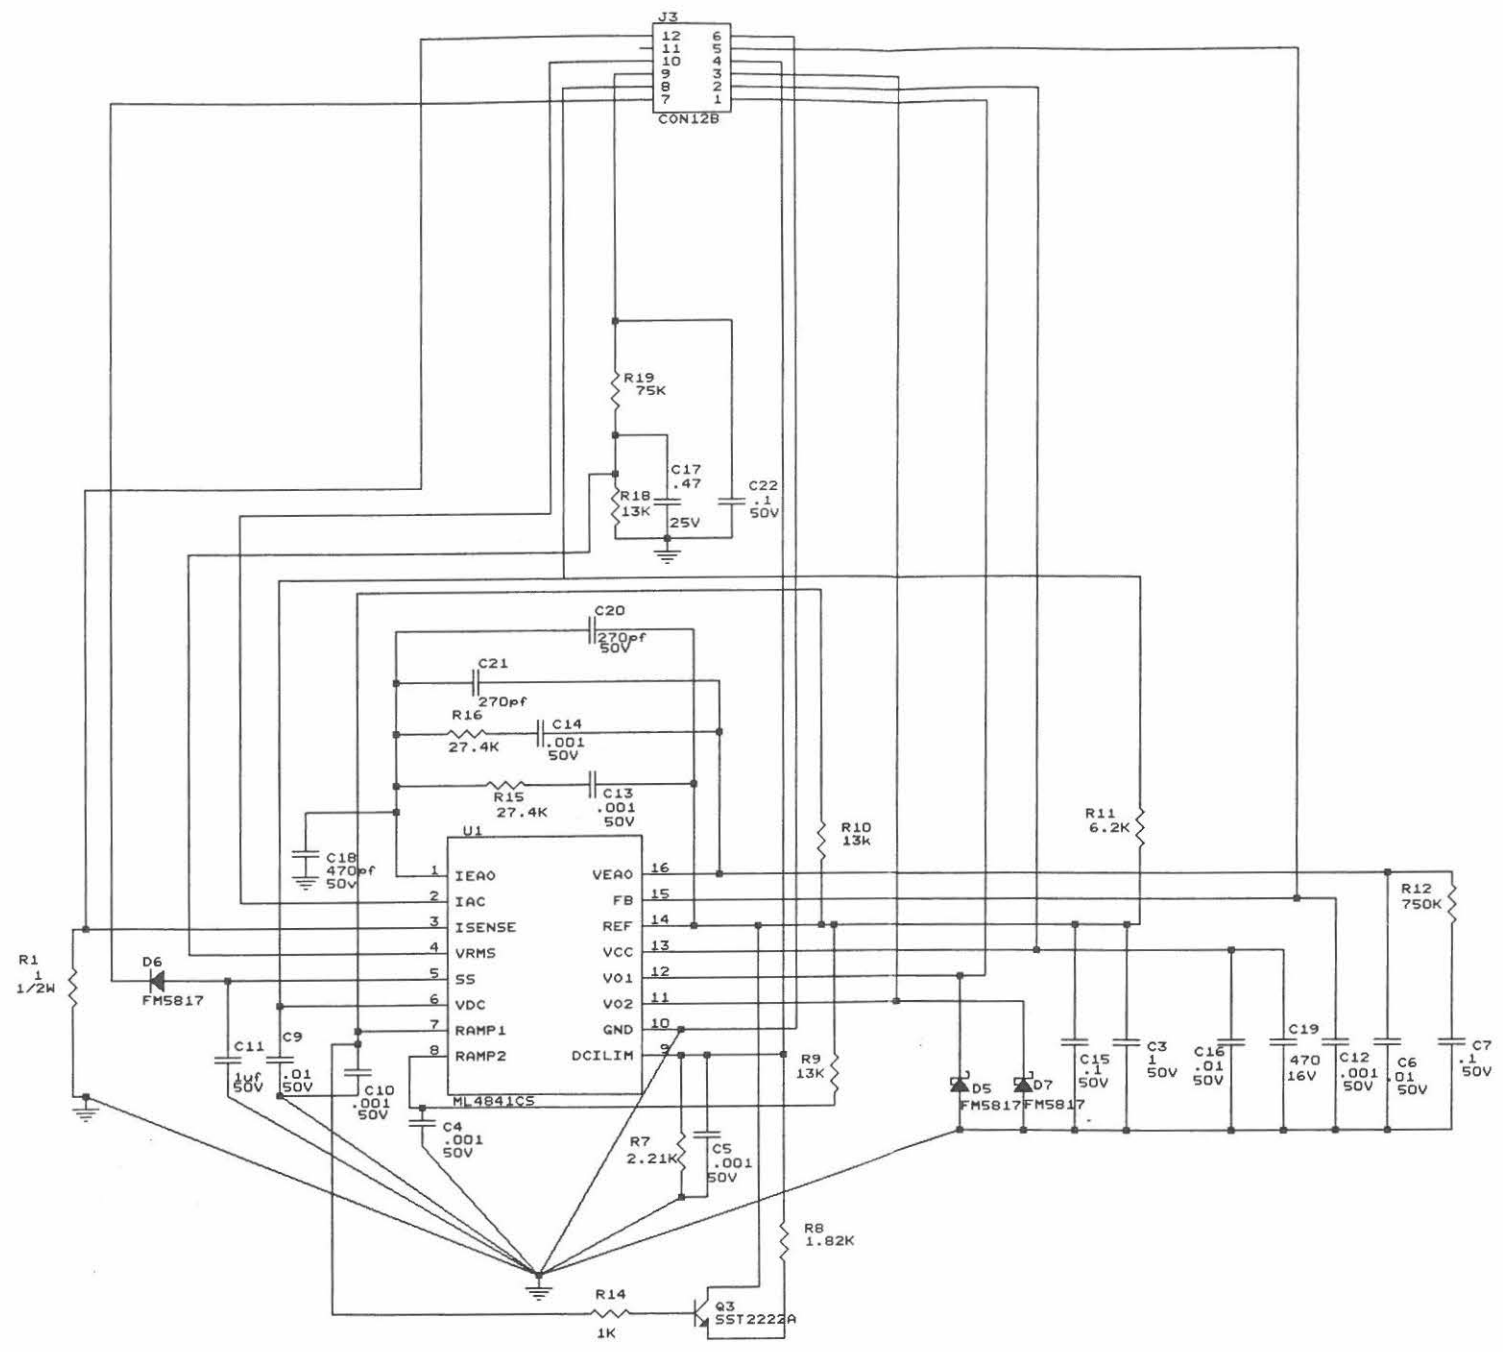 J3
12 6
11 5
10 4
9 3
8 2
7 1
CON12B
R19
75K
C17
.47
25V
R18
13K
C22
.1
50V
C20
270pf
50V
C21
270pf
R16
27.4K
C14
.001
50V
R15
27.4K
C13
.001
50V
C18
470pf
50v
U1
1 IEAO VEAO 16
2 IAC FB 15
3 ISENSE REF 14
4 VRMS VCC 13
5 SS VO1 12
6 VDC VO2 11
7 RAMP1 GND 10
8 RAMP2 DCILIM 9
ML4841CS
R10
13k
R11
6.2K
R12
750K
R1
1
1/2W
D6
FM5817
C11
1uf
50V
C9
.01
50V
C10
.001
50V
C4
.001
50V
R9
13K
R7
2.21K
C5
.001
50V
D5
FM5817
D7
FM5817
C15
.1
50V
C3
1
50V
C16
.01
50V
C19
470
16V
C12
.001
50V
C6
.01
50V
C7
.1
50V
R8
1.82K
R14
1K
Q3
SST2222A